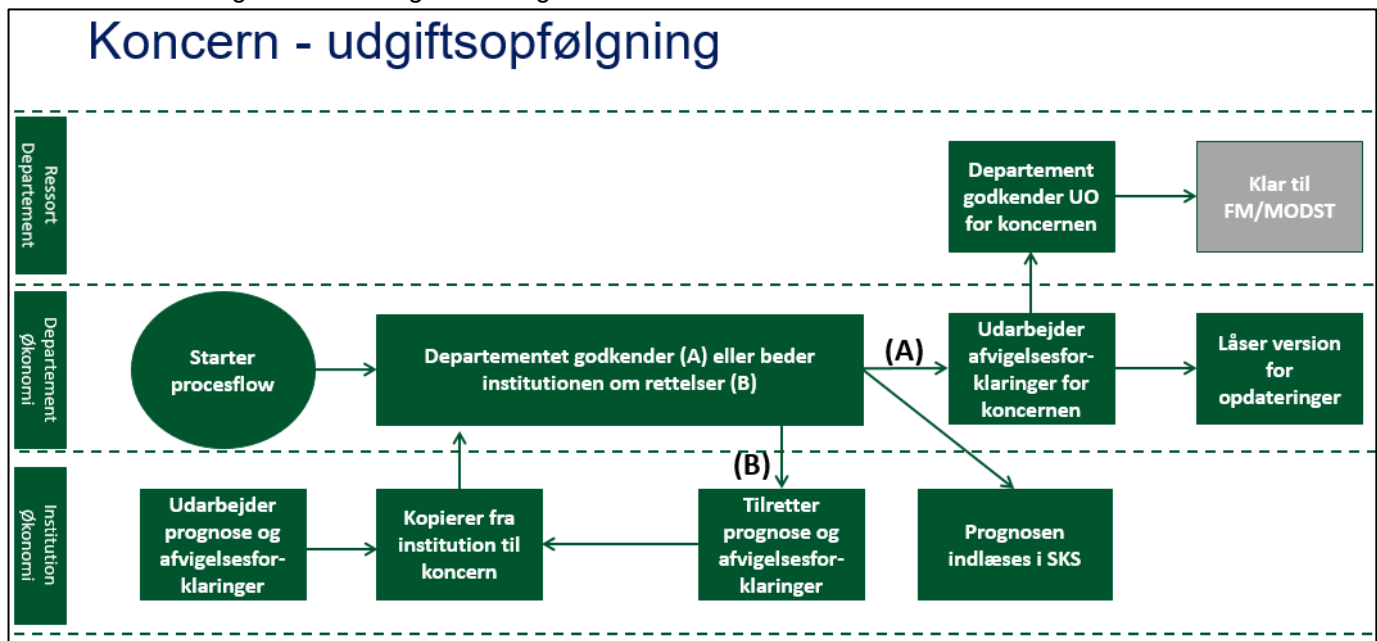 Koncern - udgiftsopfølgning
Ressort
Departement
Departement
godkender UO
for koncernen
Klar til
FM/MODST
Departement
Økonomi
Starter
procesflow
Departementet godkender (A) eller beder
institutionen om rettelser (B)
(A)
Udarbejder
afvigelsesfor-
klaringer for
koncernen
Låser version
for
opdateringer
(B)
Institution
Økonomi
Udarbejder
prognose og
afvigelsesfor-
klaringer
Kopierer fra
institution til
koncern
Tilretter
prognose og
afvigelsesfor-
klaringer
Prognosen
indlæses i SKS